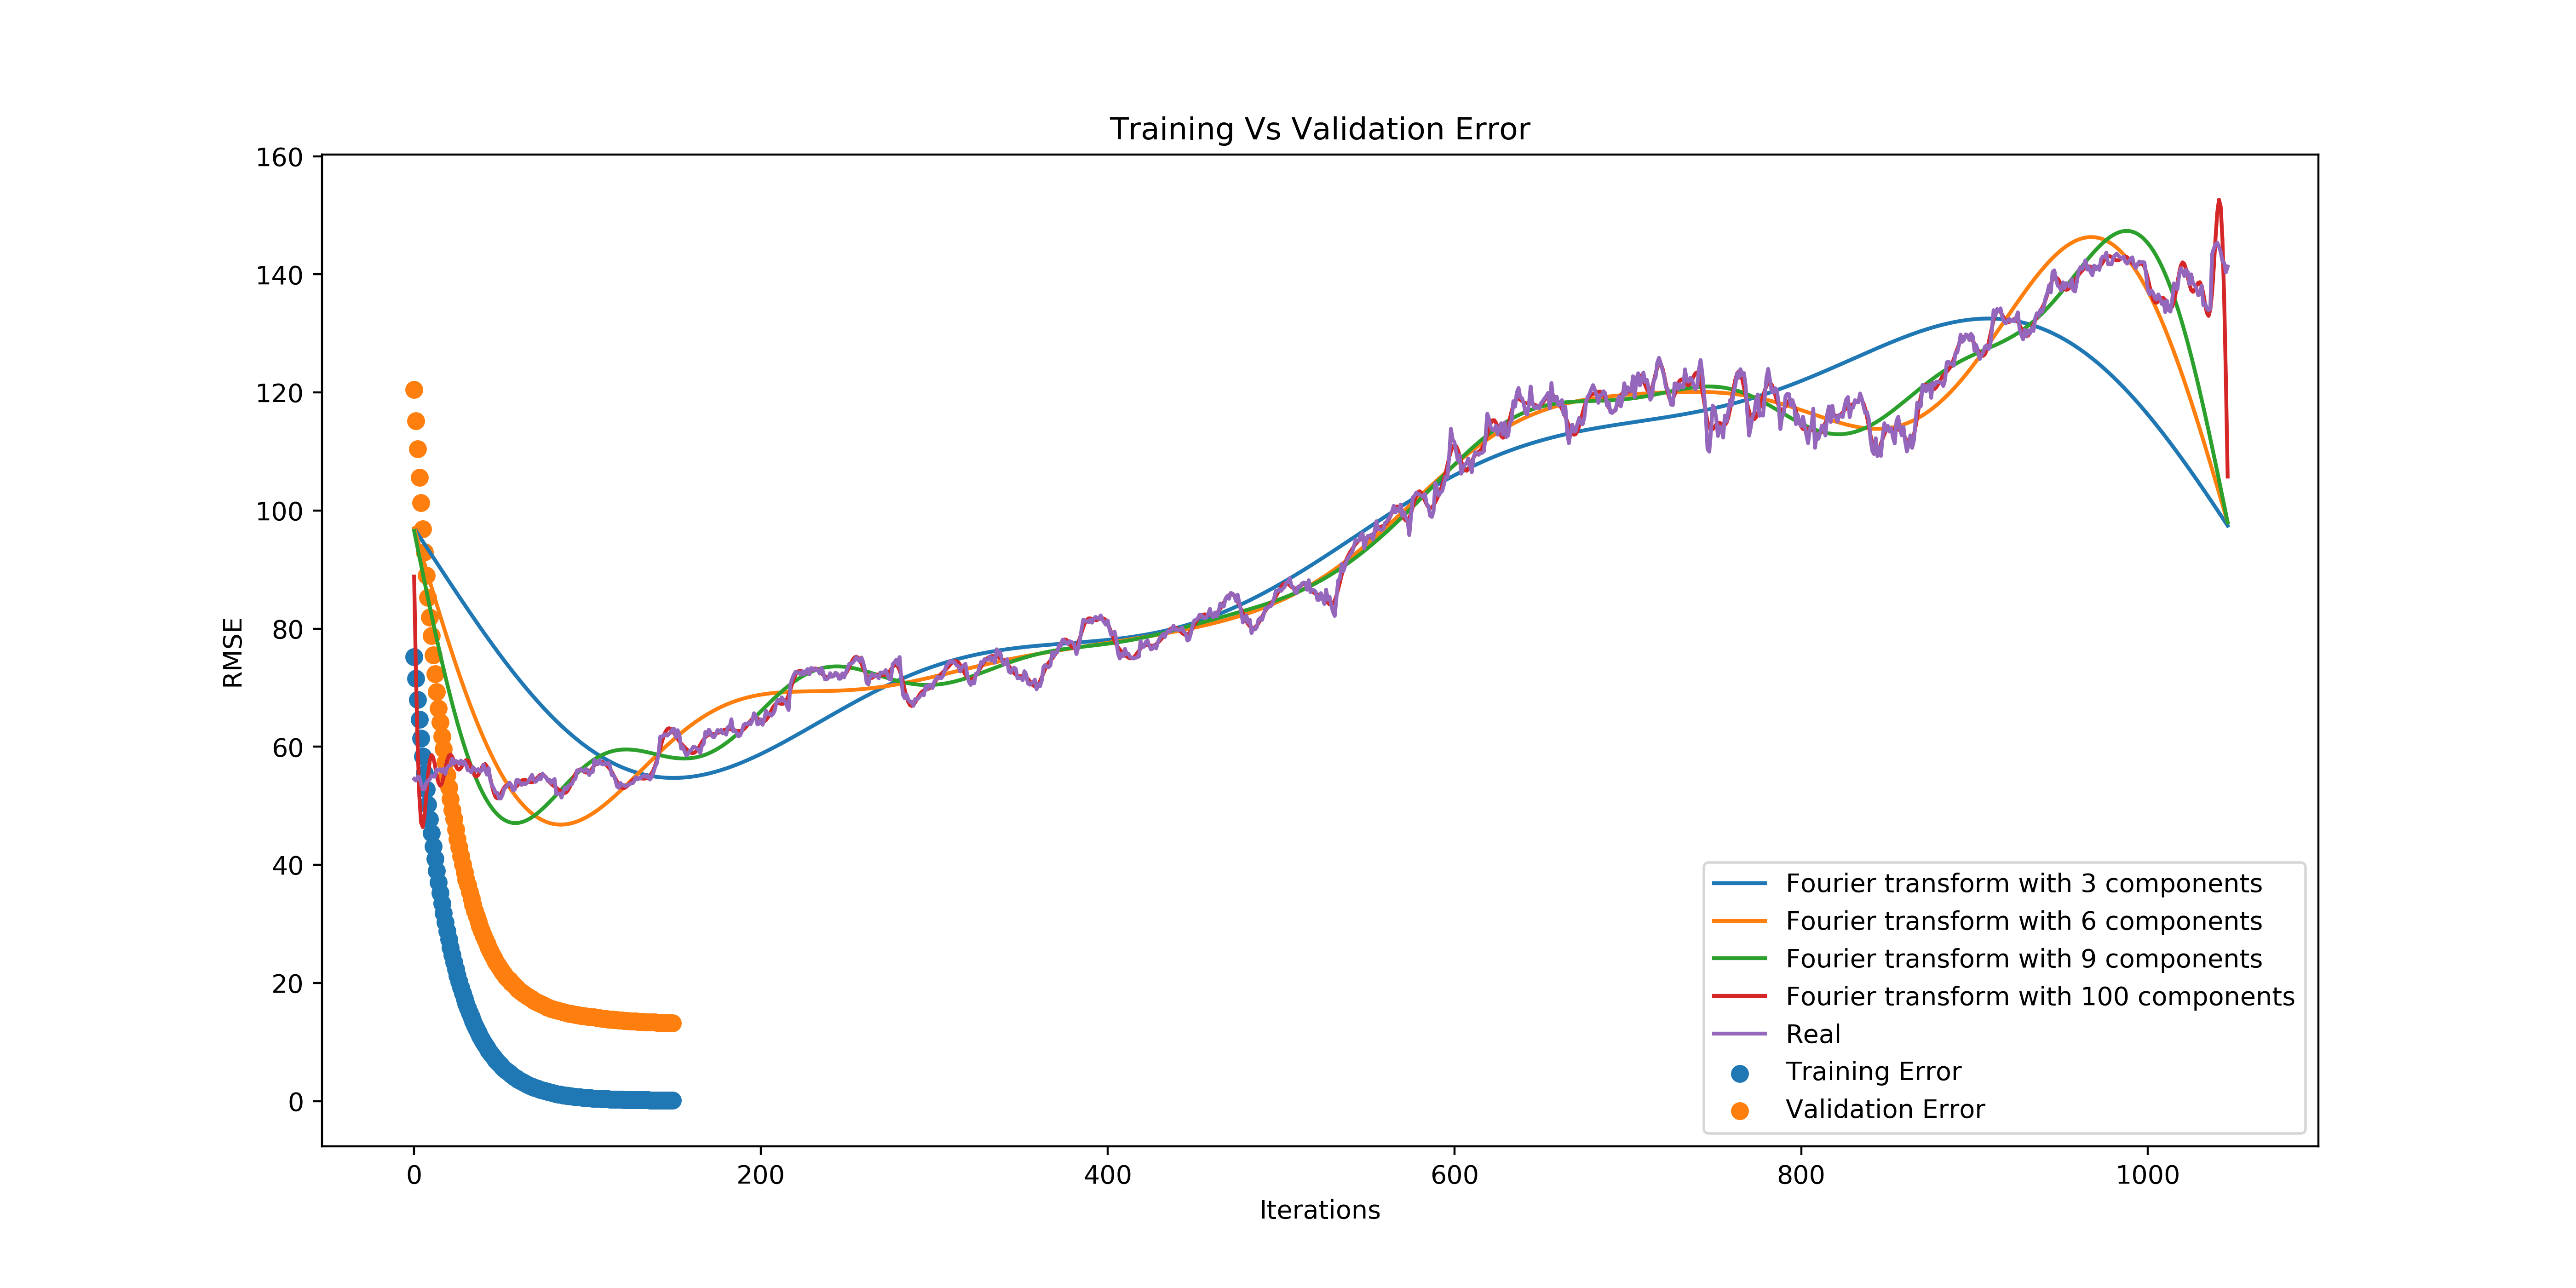 Training Vs Validation Error
160
140
120
100
80
60
40
20
0
RMSE
0 200 400 600 800 1000
Iterations
Fourier transform with 3 components
Fourier transform with 6 components
Fourier transform with 9 components
Fourier transform with 100 components
Real
Training Error
Validation Error